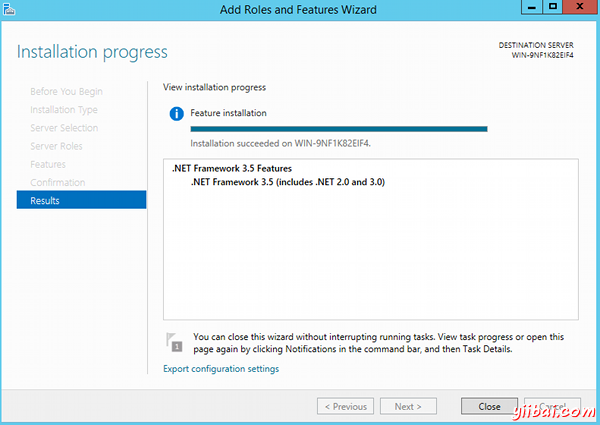 Add Roles and Features Wizard
Installation progress
DESTINATION SERVER
WIN-9NF1K82EIF4
Before You Begin
Installation Type
Server Selection
Server Roles
Features
Confirmation
Results
View installation progress
Feature installation
Installation succeeded on WIN-9NF1K82EIF4.
.NET Framework 3.5 Features
.NET Framework 3.5 (includes .NET 2.0 and 3.0)
1
You can close this wizard without interrupting running tasks. View task progress or open this
page again by clicking Notifications in the command bar, and then Task Details.
Export configuration settings
< Previous
Next >
Close
Cancel
yiibai.com